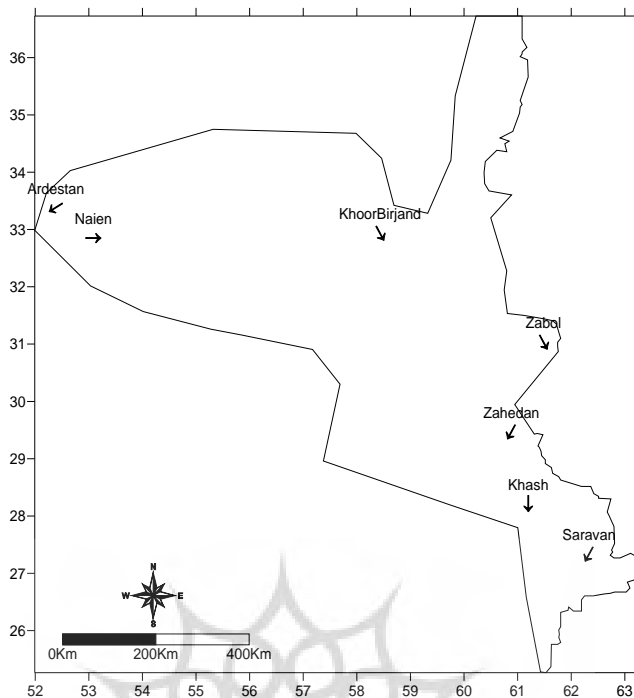 36
35
34
33
32
31
30
29
28
27
26
Ardestan
Naien
KhoorBirjand
Zabol
Zahedan
Khash
Saravan
N
W E
S
0Km 200Km 400Km
52 53 54 55 56 57 58 59 60 61 62 63